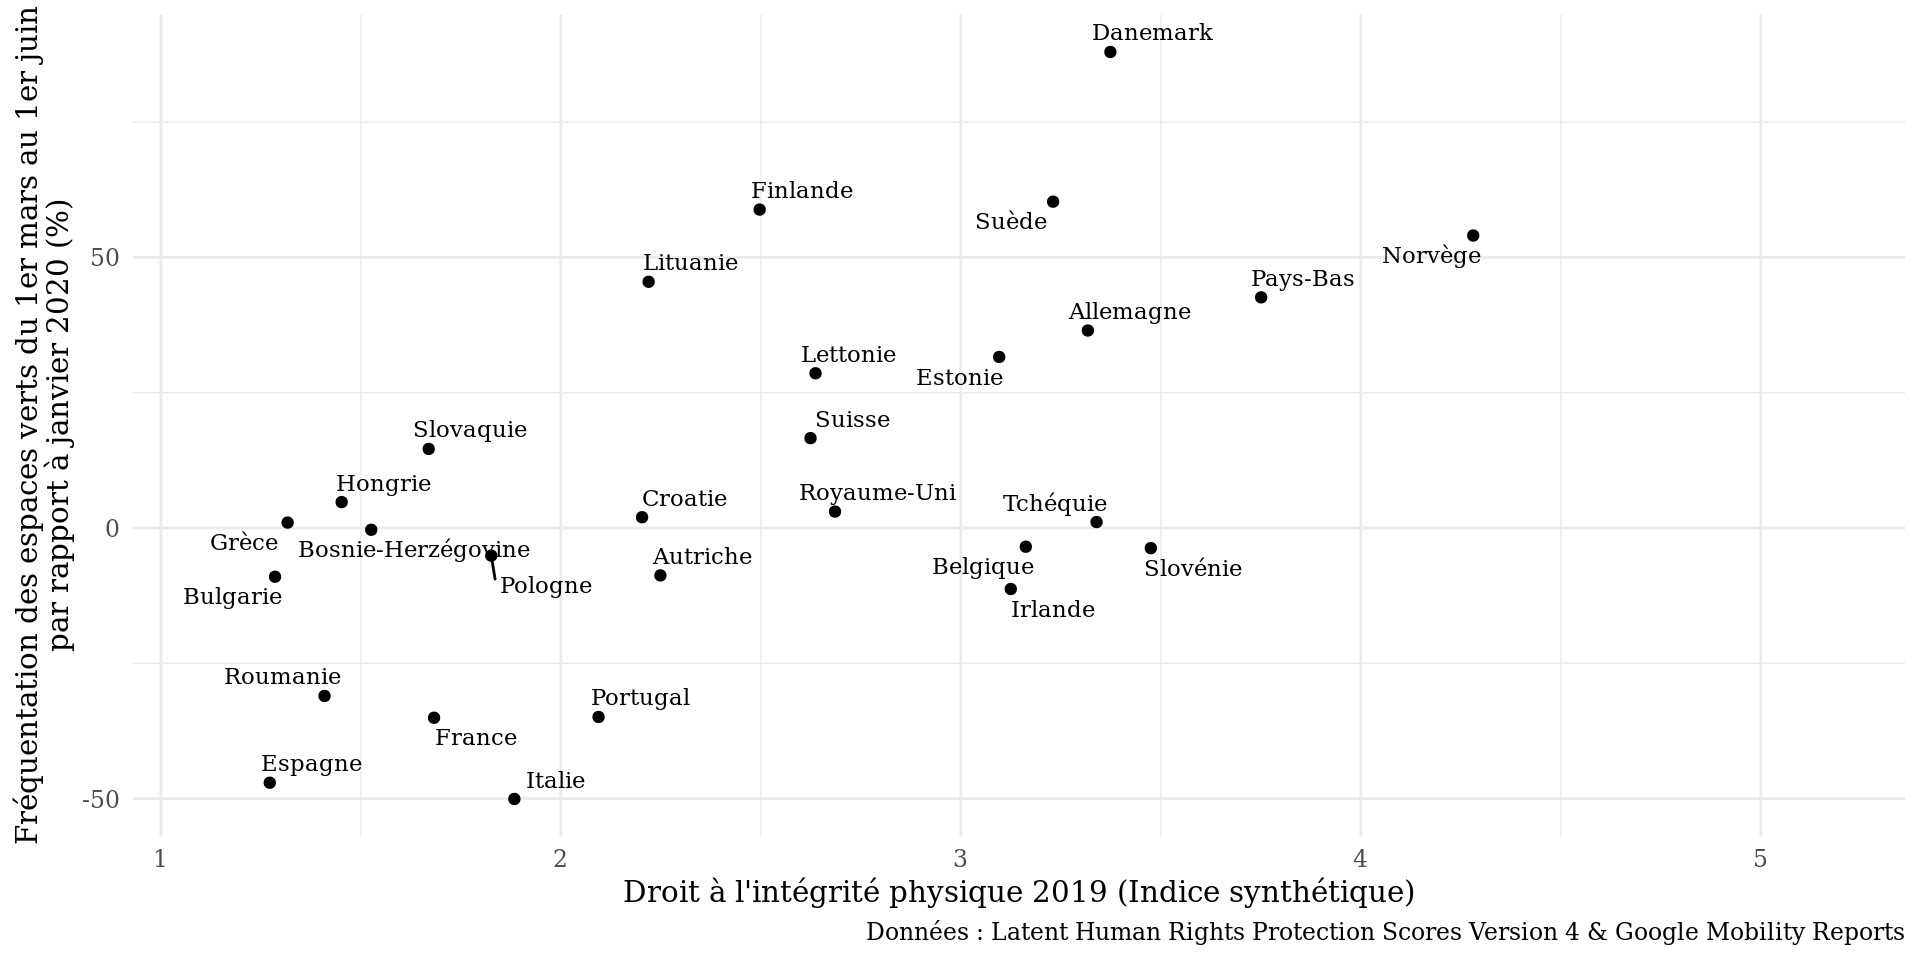 Fréquentation des espaces verts du 1er mars au 1er juin
par rapport à janvier 2020 (%)
Danemark
Finlande
Suède
Norvège
50
Lituanie
Pays-Bas
Allemagne
Lettonie
Estonie
Suisse
Slovaquie
Hongrie
Royaume-Uni
Croatie
Tchéquie
0
Grèce
Bosnie-Herzégovine
Autriche
Belgique
Slovénie
Pologne
Bulgarie
Irlande
Roumanie
Portugal
France
Espagne
Italie
-50
1 2 3 4 5
Droit à l'intégrité physique 2019 (Indice synthétique)
Données : Latent Human Rights Protection Scores Version 4 & Google Mobility Reports